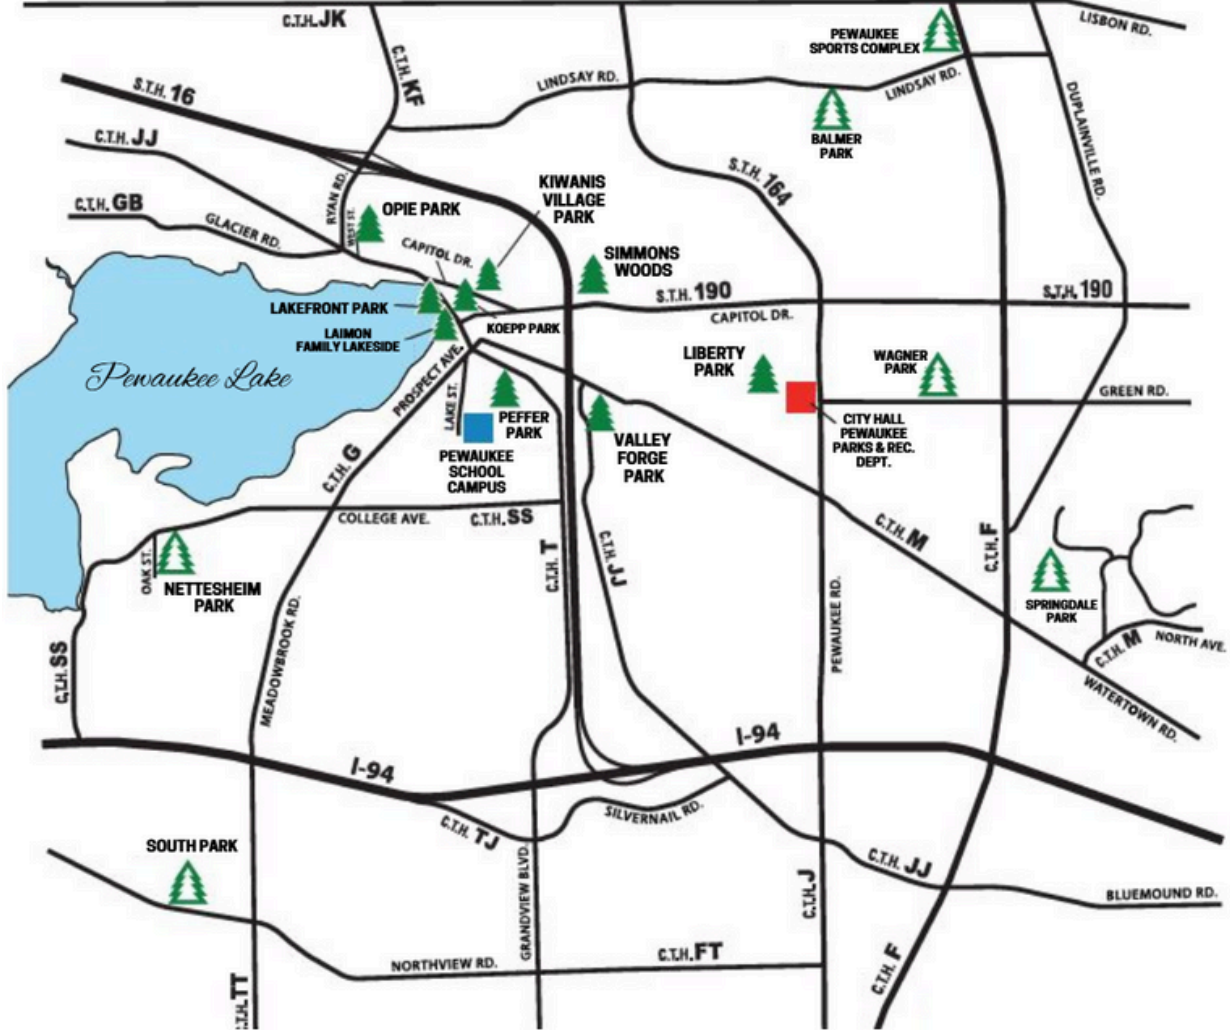 C.T.H. JK
LISBON RD.
PEWAUKEE
SPORTS COMPLEX
C.T.H. KF
LINDSAY RD.
LINDSAY RD.
S.T.H. 16
DUPLAINVILLE RD.
C.T.H. JJ
BALMER
PARK
S.T.H. 164
KIWANIS
VILLAGE
PARK
RYAN RD.
C.T.H. GB
OPIE PARK
WEST ST.
GLACIER RD.
CAPITOL DR.
SIMMONS
WOODS
S.T.H. 190
S.T.H. 190
LAKEFRONT PARK
CAPITOL DR.
KOEPP PARK
LAIMON
FAMILY LAKESIDE
Pewaukee Lake
PROSPECT AVE.
LIBERTY
PARK
WAGNER
PARK
GREEN RD.
LAKE ST.
PEFFER
PARK
CITY HALL
PEWAUKEE
PARKS & REC.
DEPT.
VALLEY
FORGE
PARK
PEWAUKEE
SCHOOL
CAMPUS
C.T.H. G
COLLEGE AVE.
C.T.H. SS
C.T.H. M
C.T.H. F
C.T.H. T
C.T.H. JJ
OAK ST.
NETTESHEIM
PARK
SPRINGDALE
PARK
PEWAUKEE RD.
C.T.H. M
NORTH AVE.
C.T.H. SS
MEADOWBROOK RD.
WATERTOWN RD.
I-94
I-94
SILVERNAIL RD.
C.T.H. TJ
SOUTH PARK
C.T.H. JJ
BLUEMOUND RD.
GRANDVIEW BLVD.
C.T.H. J
C.T.H. FT
NORTHVIEW RD.
C.T.H. F
C.T.H. TT